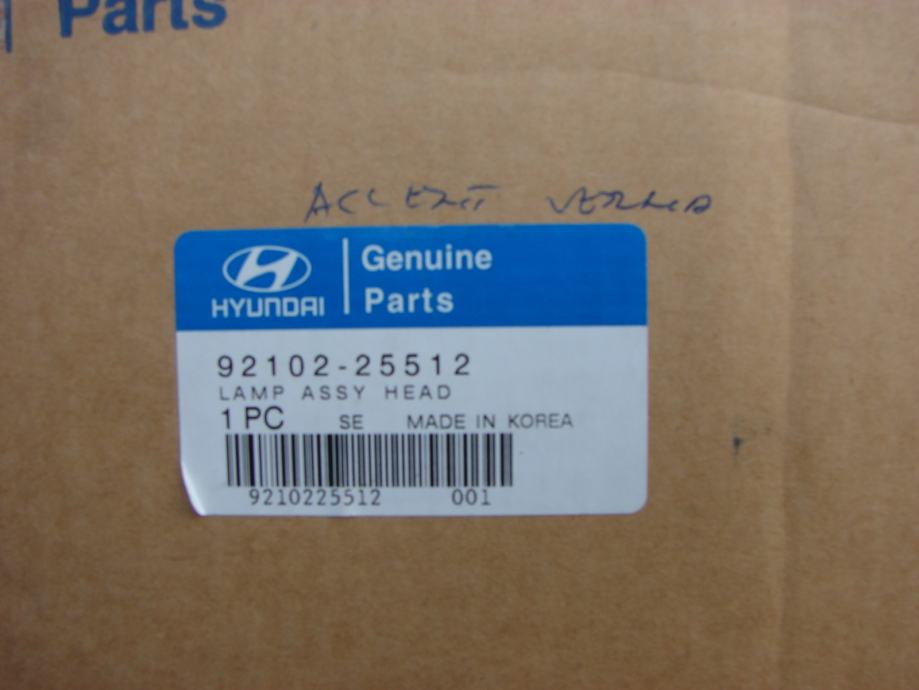 Parts
ACCENT VERNA
HYUNDAI
Genuine
Parts
92102-25512
LAMP ASSY HEAD
1 PC SE MADE IN KOREA
9210225512 001